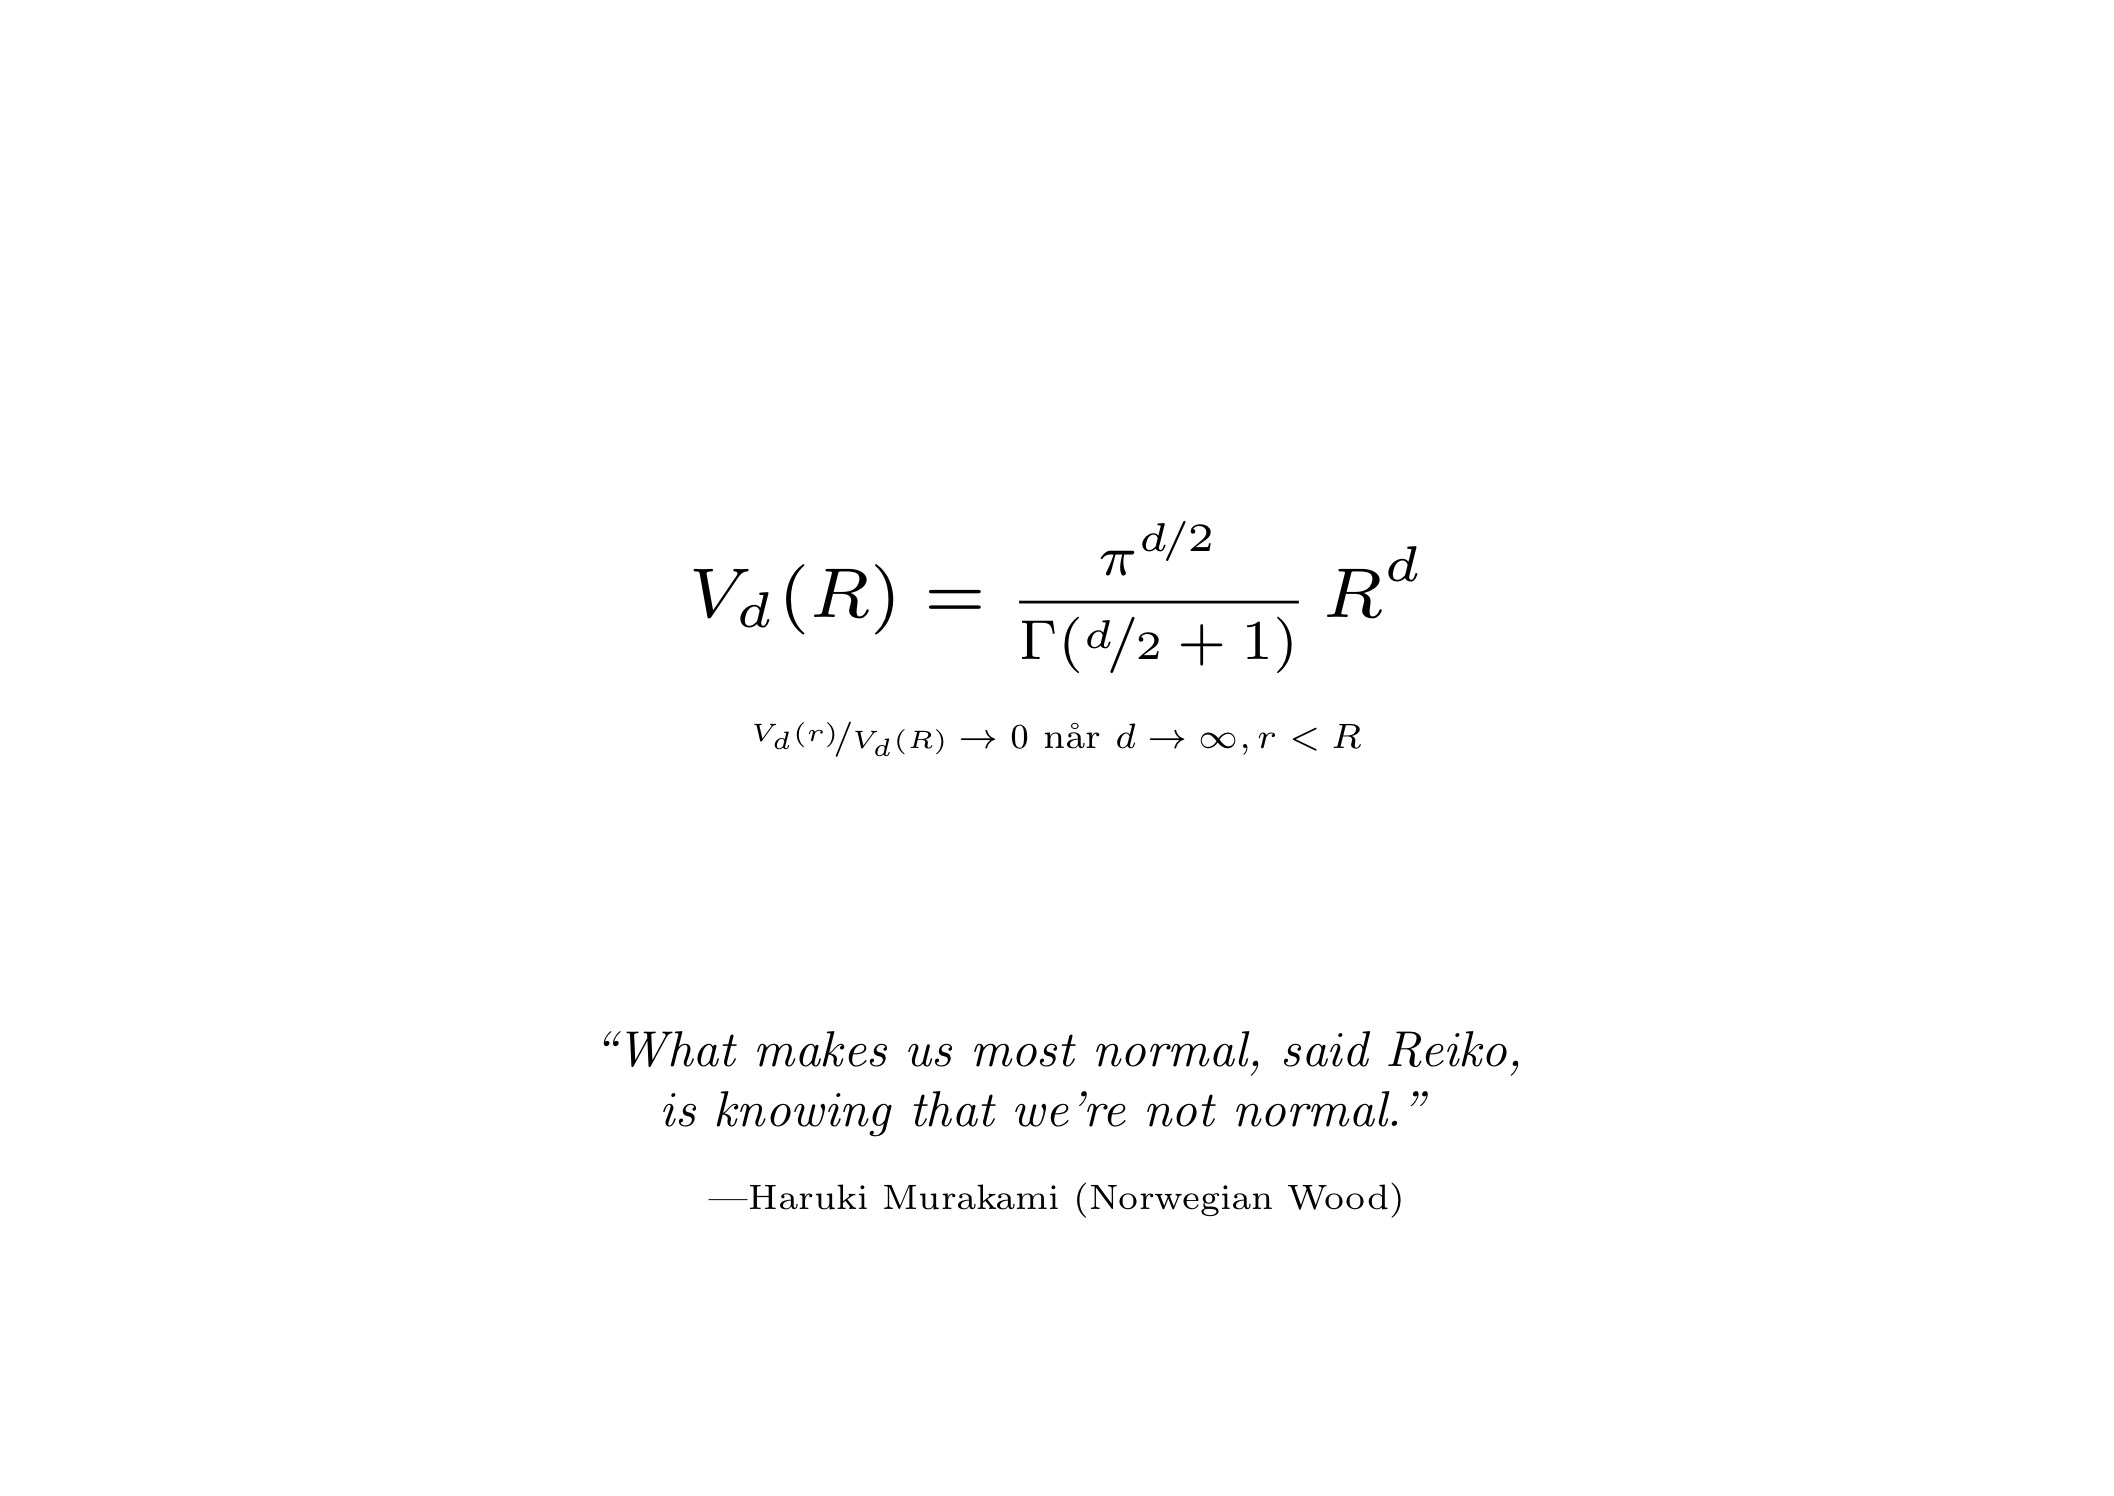 V_d(R) = π^{d/2} / Γ(d/2 + 1) R^d
V_d(r)/V_d(R) → 0 når d → ∞, r < R
“What makes us most normal, said Reiko,
is knowing that we’re not normal.”
—Haruki Murakami (Norwegian Wood)